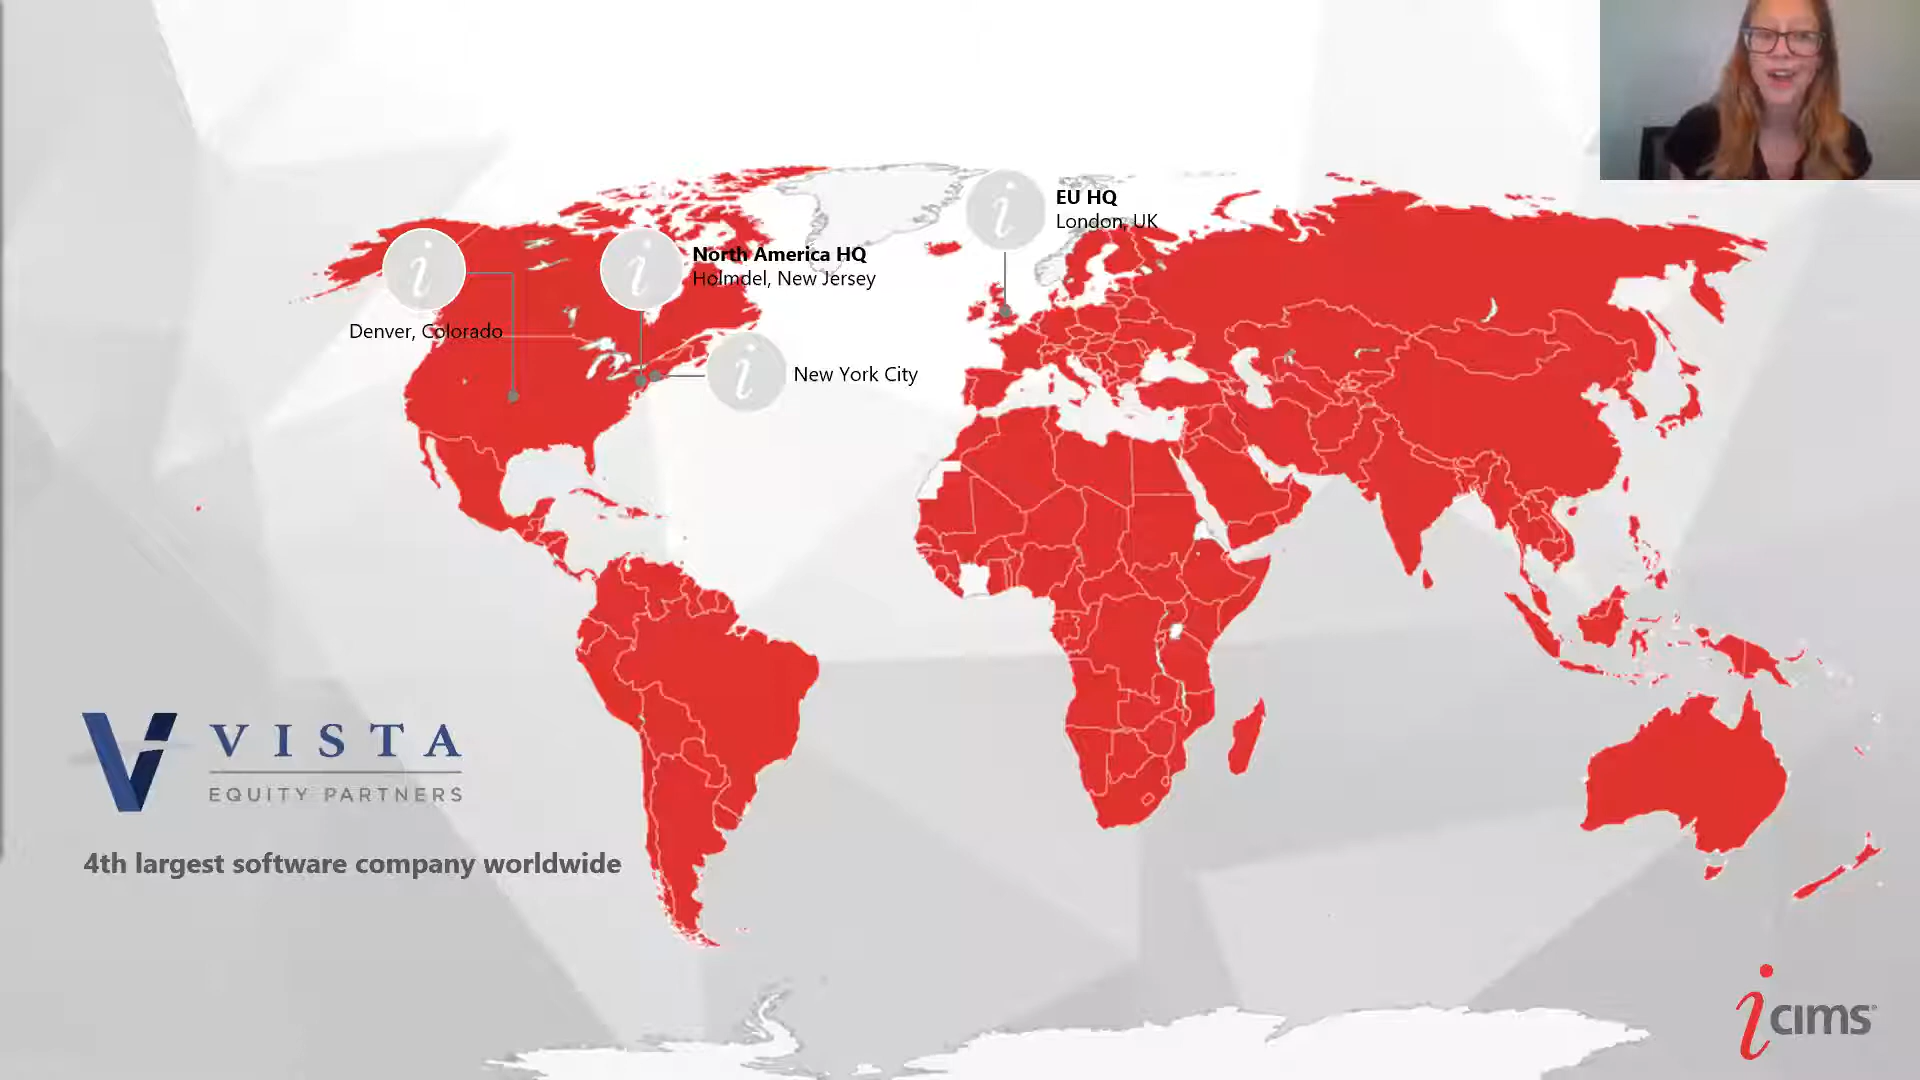 EU HQ
London, UK
North America HQ
Holmdel, New Jersey
Denver, Colorado
New York City
VISTA
EQUITY PARTNERS
4th largest software company worldwide
icims